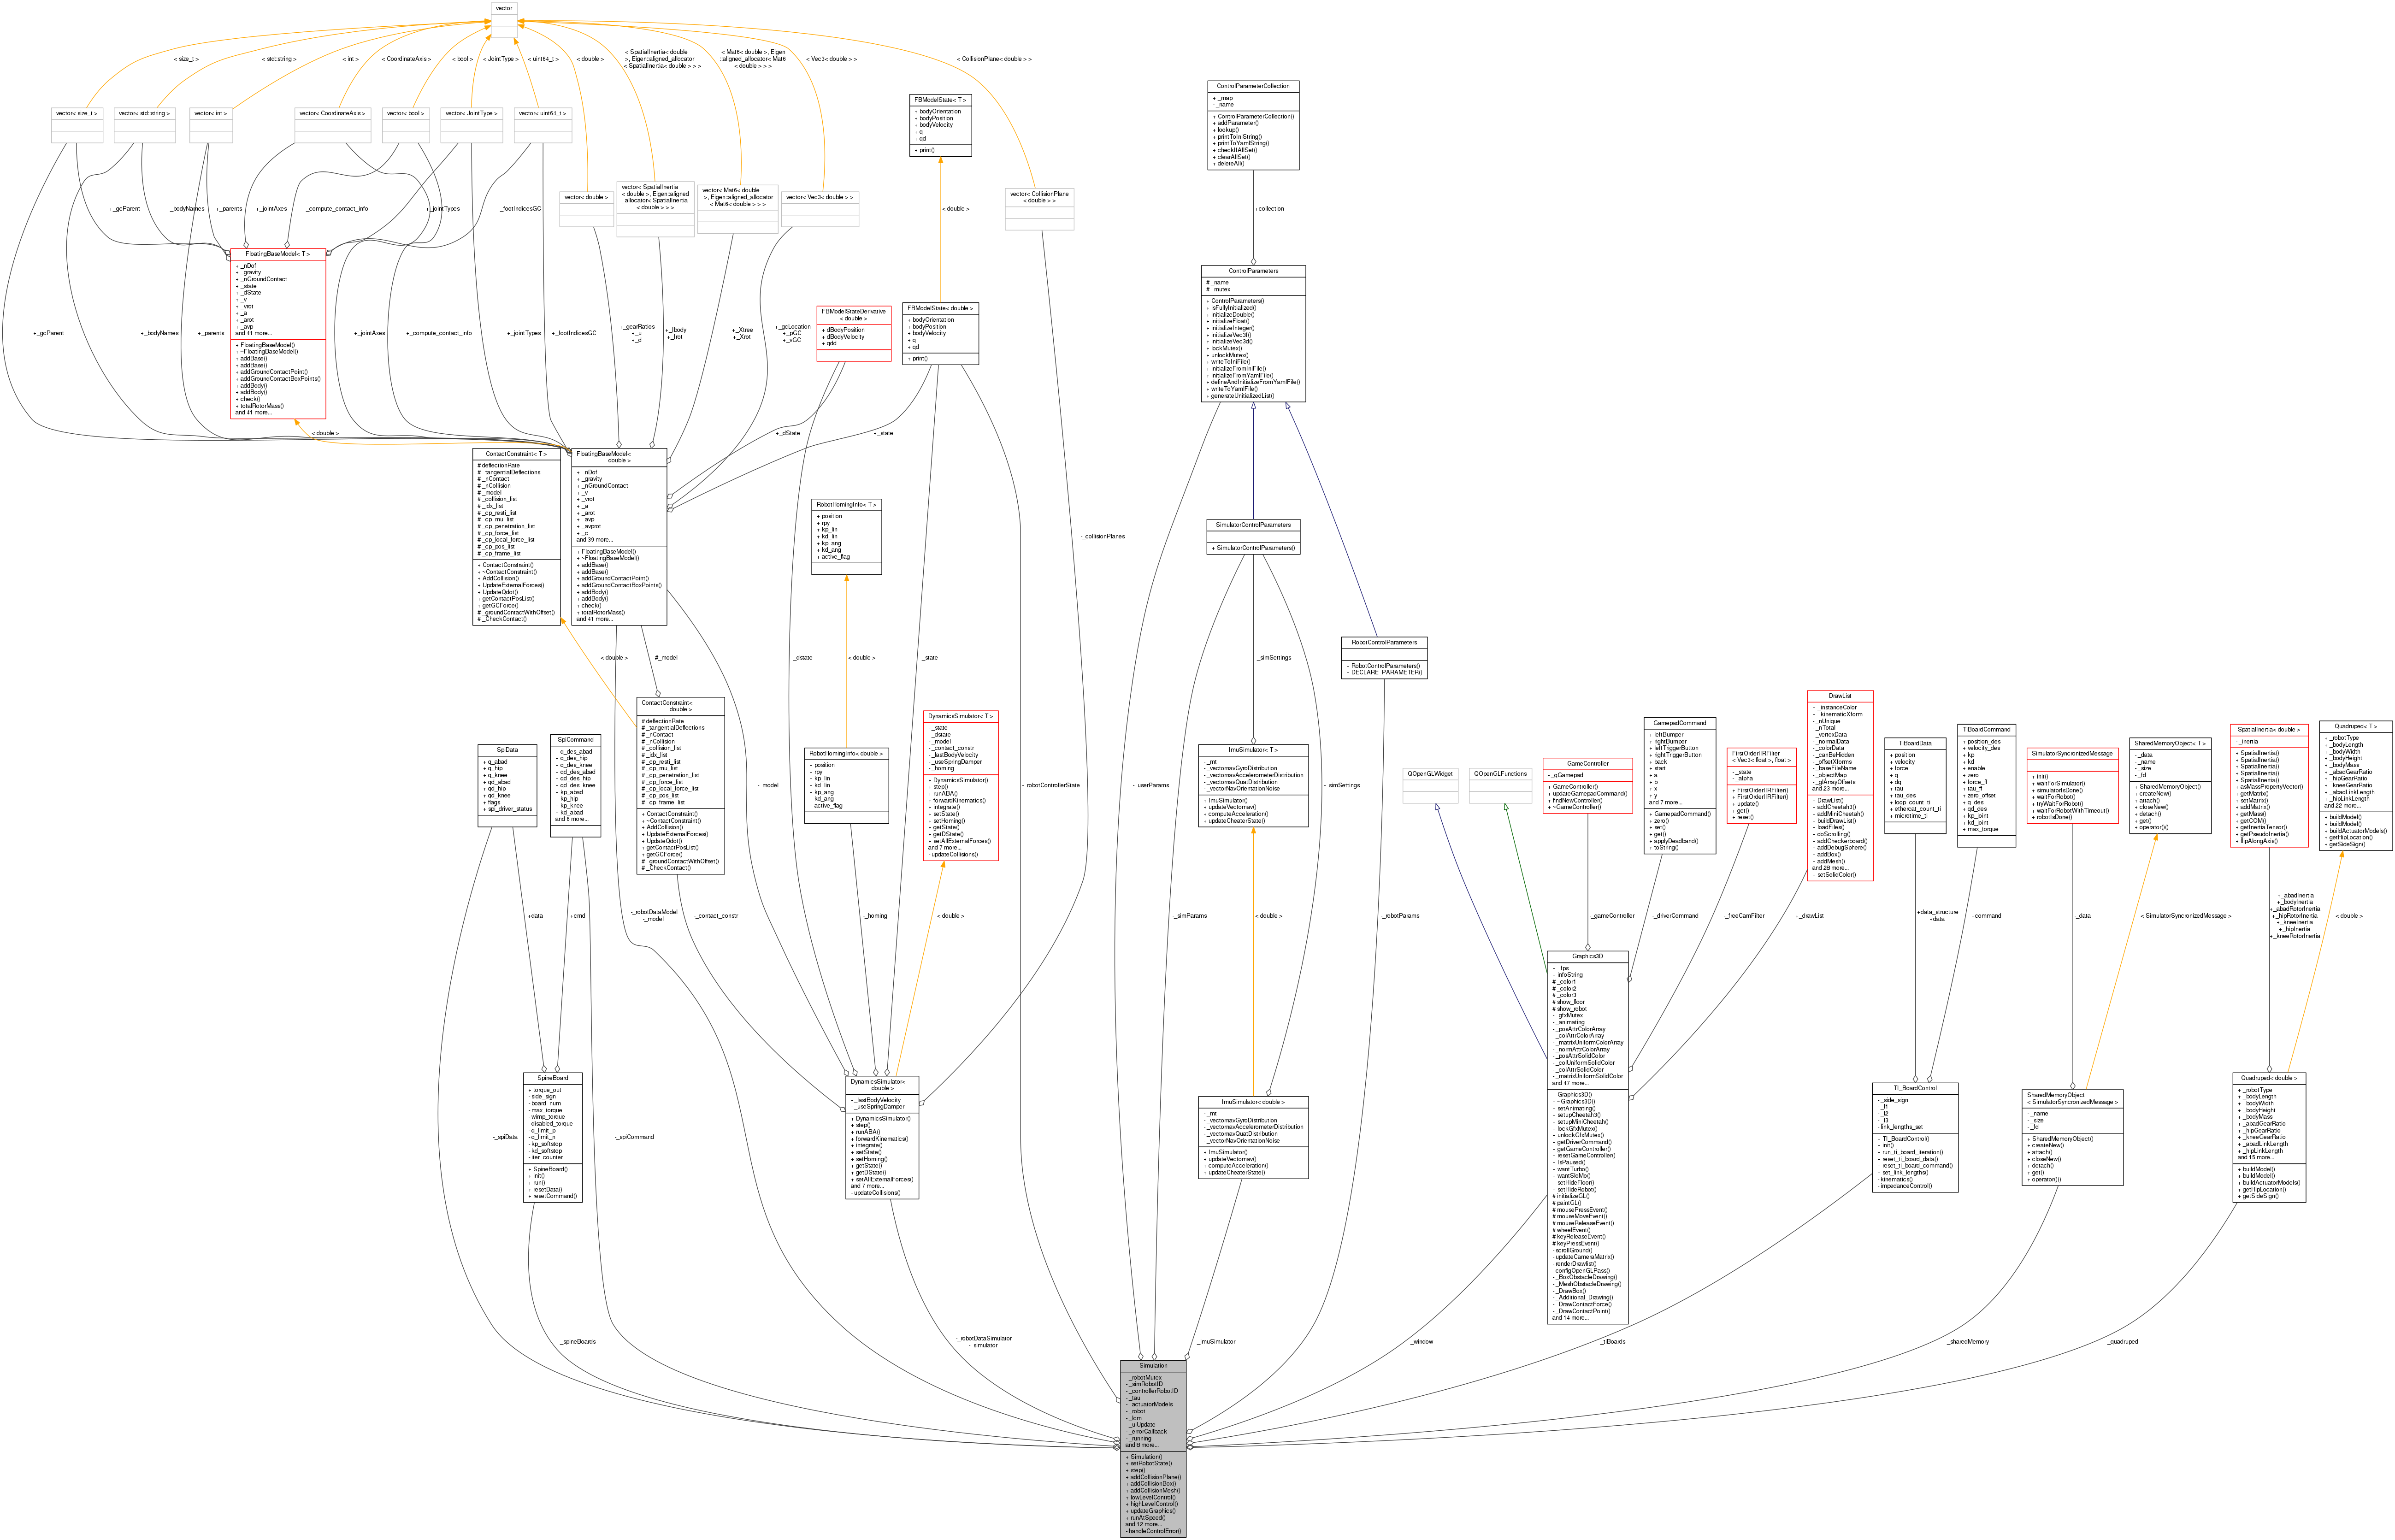 vector
< size_t >
< std::string >
< int >
< CoordinateAxis >
< bool >
< JointType >
< uint64_t >
< double >
< SpatialInertia< double
>, Eigen::aligned_allocator
< SpatialInertia< double > > >
< Mat6< double >, Eigen
::aligned_allocator< Mat6
< double > > >
< Vec3< double > >
< CollisionPlane< double > >
vector< size_t >
vector< std::string >
vector< int >
vector< CoordinateAxis >
vector< bool >
vector< JointType >
vector< uint64_t >
vector< double >
vector< SpatialInertia
< double >, Eigen::aligned
_allocator< SpatialInertia
< double > > >
vector< Mat6< double
>, Eigen::aligned_allocator
< Mat6< double > > >
vector< Vec3< double > >
vector< CollisionPlane
< double > >
+_gcParent
+_bodyNames
+_parents
+_jointAxes
+_compute_contact_info
+_jointTypes
+_footIndicesGC
FBModelState< T >
+ bodyOrientation
+ bodyPosition
+ bodyVelocity
+ q
+ qd
+ print()
< double >
ControlParameterCollection
+ _map
- _name
+ ControlParameterCollection()
+ addParameter()
+ lookup()
+ printToIniString()
+ printToYamlString()
+ checkIfAllSet()
+ clearAllSet()
+ deleteAll()
+collection
FloatingBaseModel< T >
+ _nDof
+ _gravity
+ _nGroundContact
+ _state
+ _dState
+ _v
+ _vrot
+ _a
+ _arot
+ _avp
and 41 more...
+ FloatingBaseModel()
+ ~FloatingBaseModel()
+ addBase()
+ addBase()
+ addGroundContactPoint()
+ addGroundContactBoxPoints()
+ addBody()
+ addBody()
+ check()
+ totalRotorMass()
and 41 more...
< double >
+_gcParent
+_bodyNames
+_parents
+_jointAxes
+_compute_contact_info
+_jointTypes
+_footIndicesGC
+_gearRatios
+_u
+_d
+_Ibody
+_Irot
+_Xtree
+_Xrot
+_gcLocation
+_pGC
+_vGC
FBModelStateDerivative
< double >
+ dBodyPosition
+ dBodyVelocity
+ qdd
FBModelState< double >
+ bodyOrientation
+ bodyPosition
+ bodyVelocity
+ q
+ qd
+ print()
+_dState
+_state
ControlParameters
# _name
# _mutex
+ ControlParameters()
+ isFullyInitialized()
+ initializeDouble()
+ initializeFloat()
+ initializeInteger()
+ initializeVec3f()
+ initializeVec3d()
+ lockMutex()
+ unlockMutex()
+ writeToIniFile()
+ initializeFromIniFile()
+ initializeFromYamlFile()
+ defineAndInitializeFromYamlFile()
+ writeToYamlFile()
+ generateUnitializedList()
ContactConstraint< T >
# deflectionRate
# _tangentialDeflections
# _nContact
# _nCollision
# _model
# _collision_list
# _idx_list
# _cp_resti_list
# _cp_mu_list
# _cp_penetration_list
# _cp_force_list
# _cp_local_force_list
# _cp_pos_list
# _cp_frame_list
+ ContactConstraint()
+ ~ContactConstraint()
+ AddCollision()
+ UpdateExternalForces()
+ UpdateQdot()
+ getContactPosList()
+ getGCForce()
# _groundContactWithOffset()
# _CheckContact()
FloatingBaseModel<
double >
+ _nDof
+ _gravity
+ _nGroundContact
+ _v
+ _vrot
+ _a
+ _arot
+ _avp
+ _avprot
+ _c
and 39 more...
+ FloatingBaseModel()
+ ~FloatingBaseModel()
+ addBase()
+ addBase()
+ addGroundContactPoint()
+ addGroundContactBoxPoints()
+ addBody()
+ addBody()
+ check()
+ totalRotorMass()
and 41 more...
RobotHomingInfo< T >
+ position
+ rpy
+ kp_lin
+ kd_lin
+ kp_ang
+ kd_ang
+ active_flag
-_collisionPlanes
SimulatorControlParameters
+ SimulatorControlParameters()
RobotControlParameters
+ RobotControlParameters()
+ DECLARE_PARAMETER()
< double >
#_model
-_dstate
< double >
-_state
-_simSettings
ContactConstraint<
double >
# deflectionRate
# _tangentialDeflections
# _nContact
# _nCollision
# _collision_list
# _idx_list
# _cp_resti_list
# _cp_mu_list
# _cp_penetration_list
# _cp_force_list
# _cp_local_force_list
# _cp_pos_list
# _cp_frame_list
+ ContactConstraint()
+ ~ContactConstraint()
+ AddCollision()
+ UpdateExternalForces()
+ UpdateQdot()
+ getContactPosList()
+ getGCForce()
# _groundContactWithOffset()
# _CheckContact()
SpiData
+ q_abad
+ q_hip
+ q_knee
+ qd_abad
+ qd_hip
+ qd_knee
+ flags
+ spi_driver_status
SpiCommand
+ q_des_abad
+ q_des_hip
+ q_des_knee
+ qd_des_abad
+ qd_des_hip
+ qd_des_knee
+ kp_abad
+ kp_hip
+ kp_knee
+ kd_abad
and 6 more...
RobotHomingInfo< double >
+ position
+ rpy
+ kp_lin
+ kd_lin
+ kp_ang
+ kd_ang
+ active_flag
DynamicsSimulator< T >
- _state
- _dstate
- _model
- _contact_constr
- _lastBodyVelocity
- _useSpringDamper
- _homing
+ DynamicsSimulator()
+ step()
+ runABA()
+ forwardKinematics()
+ integrate()
+ setState()
+ setHoming()
+ getState()
+ getDState()
+ setAllExternalForces()
and 7 more...
- updateCollisions()
-_model
-_robotControllerState
-_userParams
-_simSettings
ImuSimulator< T >
- _mt
- _vectornavGyroDistribution
- _vectornavAccelerometerDistribution
- _vectornavQuatDistribution
- _vectorNavOrientationNoise
+ ImuSimulator()
+ updateVectornav()
+ computeAcceleration()
+ updateCheaterState()
QOpenGLWidget
QOpenGLFunctions
GameController
- _qGamepad
+ GameController()
+ updateGamepadCommand()
+ findNewController()
+ ~GameController()
GamepadCommand
+ leftBumper
+ rightBumper
+ leftTriggerButton
+ rightTriggerButton
+ back
+ start
+ a
+ b
+ x
+ y
and 7 more...
+ GamepadCommand()
+ zero()
+ set()
+ get()
+ applyDeadband()
+ toString()
FirstOrderIIRFilter
< Vec3< float >, float >
- _state
- _alpha
+ FirstOrderIIRFilter()
+ FirstOrderIIRFilter()
+ update()
+ get()
+ reset()
DrawList
+ _instanceColor
+ _kinematicXform
- _nUnique
- _nTotal
- _vertexData
- _normalData
- _colorData
- _canBeHidden
- _offsetXforms
- _baseFileName
- _objectMap
- _glArrayOffsets
and 23 more...
+ DrawList()
+ addCheetah3()
+ addMiniCheetah()
+ buildDrawList()
+ loadFiles()
+ doScrolling()
+ addCheckerboard()
+ addDebugSphere()
+ addBox()
+ addMesh()
and 28 more...
+ setSolidColor()
TiBoardData
+ position
+ velocity
+ force
+ q
+ dq
+ tau
+ tau_des
+ loop_count_ti
+ ethercat_count_ti
+ microtime_ti
TiBoardCommand
+ position_des
+ velocity_des
+ kp
+ kd
+ enable
+ zero
+ force_ff
+ tau_ff
+ zero_offset
+ q_des
+ qd_des
+ kp_joint
+ kd_joint
+ max_torque
SimulatorSyncronizedMessage
+ init()
+ waitForSimulator()
+ simulatorIsDone()
+ waitForRobot()
+ tryWaitForRobot()
+ waitForRobotWithTimeout()
+ robotIsDone()
SharedMemoryObject< T >
- _data
- _name
- _size
- _fd
+ SharedMemoryObject()
+ createNew()
+ attach()
+ closeNew()
+ detach()
+ get()
+ operator()()
SpatialInertia< double >
- _inertia
+ SpatialInertia()
+ SpatialInertia()
+ SpatialInertia()
+ SpatialInertia()
+ SpatialInertia()
+ asMassPropertyVector()
+ getMatrix()
+ setMatrix()
+ addMatrix()
+ getMass()
+ getCOM()
+ getInertiaTensor()
+ getPseudoInertia()
+ flipAlongAxis()
Quadruped< T >
+ _robotType
+ _bodyLength
+ _bodyWidth
+ _bodyHeight
+ _bodyMass
+ _abadGearRatio
+ _hipGearRatio
+ _kneeGearRatio
+ _abadLinkLength
+ _hipLinkLength
and 22 more...
+ buildModel()
+ buildModel()
+ buildActuatorModels()
+ getHipLocation()
+ getSideSign()
+data
+cmd
-_robotDataModel
-_model
-_contact_constr
-_homing
< double >
-_simParams
< double >
-_robotParams
-_gameController
-_driverCommand
-_freeCamFilter
+_drawList
+data_structure
+data
+command
-_data
< SimulatorSyncronizedMessage >
+_abadInertia
+_bodyInertia
+_abadRotorInertia
+_hipRotorInertia
+_kneeInertia
+_hipInertia
+_kneeRotorInertia
< double >
SpineBoard
+ torque_out
- side_sign
- board_num
- max_torque
- wimp_torque
- disabled_torque
- q_limit_p
- q_limit_n
- kp_softstop
- kd_softstop
- iter_counter
+ SpineBoard()
+ init()
+ run()
+ resetData()
+ resetCommand()
DynamicsSimulator<
double >
- _lastBodyVelocity
- _useSpringDamper
+ DynamicsSimulator()
+ step()
+ runABA()
+ forwardKinematics()
+ integrate()
+ setState()
+ setHoming()
+ getState()
+ getDState()
+ setAllExternalForces()
and 7 more...
- updateCollisions()
ImuSimulator< double >
- _mt
- _vectornavGyroDistribution
- _vectornavAccelerometerDistribution
- _vectornavQuatDistribution
- _vectorNavOrientationNoise
+ ImuSimulator()
+ updateVectornav()
+ computeAcceleration()
+ updateCheaterState()
Graphics3D
+ _fps
+ infoString
# _color1
# _color2
# _color3
# show_floor
# show_robot
- _gfxMutex
- _animating
- _posAttrColorArray
- _colAttrColorArray
- _matrixUniformColorArray
- _normAttrColorArray
- _posAttrSolidColor
- _colUniformSolidColor
- _colAttrSolidColor
- _matrixUniformSolidColor
and 47 more...
+ Graphics3D()
+ ~Graphics3D()
+ setAnimating()
+ setupCheetah3()
+ setupMiniCheetah()
+ lockGfxMutex()
+ unlockGfxMutex()
+ getDriverCommand()
+ getGameController()
+ resetGameController()
+ IsPaused()
+ wantTurbo()
+ wantSloMo()
+ setHideFloor()
+ setHideRobot()
# initializeGL()
# paintGL()
# mousePressEvent()
# mouseMoveEvent()
# mouseReleaseEvent()
# wheelEvent()
# keyReleaseEvent()
# keyPressEvent()
- scrollGround()
- updateCameraMatrix()
- renderDrawlist()
- configOpenGLPass()
- _BoxObstacleDrawing()
- _MeshObstacleDrawing()
- _DrawBox()
- _Additional_Drawing()
- _DrawContactForce()
- _DrawContactPoint()
and 14 more...
TI_BoardControl
- _side_sign
- _l1
- _l2
- _l3
- link_lengths_set
+ TI_BoardControl()
+ init()
+ run_ti_board_iteration()
+ reset_ti_board_data()
+ reset_ti_board_command()
+ set_link_lengths()
- kinematics()
- impedanceControl()
SharedMemoryObject
< SimulatorSyncronizedMessage >
- _name
- _size
- _fd
+ SharedMemoryObject()
+ createNew()
+ attach()
+ closeNew()
+ detach()
+ get()
+ operator()()
Quadruped< double >
+ _robotType
+ _bodyLength
+ _bodyWidth
+ _bodyHeight
+ _bodyMass
+ _abadGearRatio
+ _hipGearRatio
+ _kneeGearRatio
+ _abadLinkLength
+ _hipLinkLength
and 15 more...
+ buildModel()
+ buildModel()
+ buildActuatorModels()
+ getHipLocation()
+ getSideSign()
-_spiData
-_spiCommand
-_spineBoards
-_robotDataSimulator
-_simulator
-_imuSimulator
-_window
-_tiBoards
-_sharedMemory
-_quadruped
Simulation
- _robotMutex
- _simRobotID
- _controllerRobotID
- _tau
- _actuatorModels
- _robot
- _lcm
- _uiUpdate
- _errorCallback
- _running
and 8 more...
+ Simulation()
+ setRobotState()
+ step()
+ addCollisionPlane()
+ addCollisionBox()
+ addCollisionMesh()
+ lowLevelControl()
+ highLevelControl()
+ updateGraphics()
+ runAtSpeed()
and 12 more...
- handleControlError()